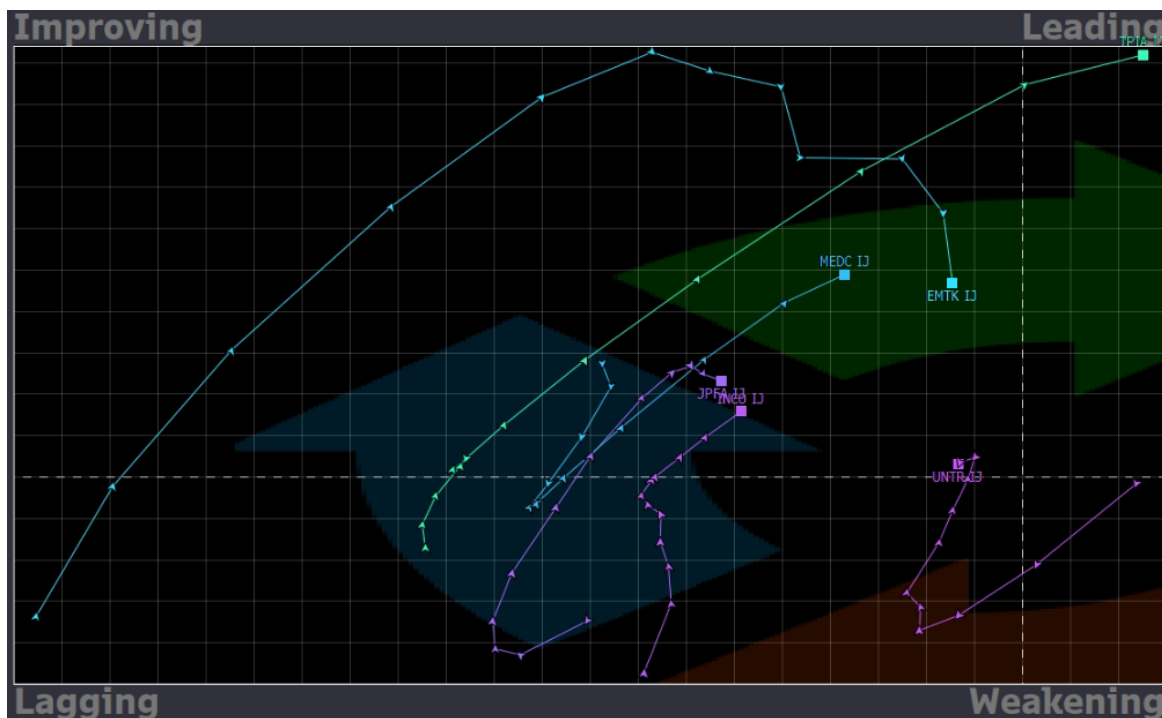 Improving
Leading
TPIA IJ
MEDC IJ
EMTK IJ
JPFA IJ
INCO IJ
UNTR IJ
Lagging
Weakening